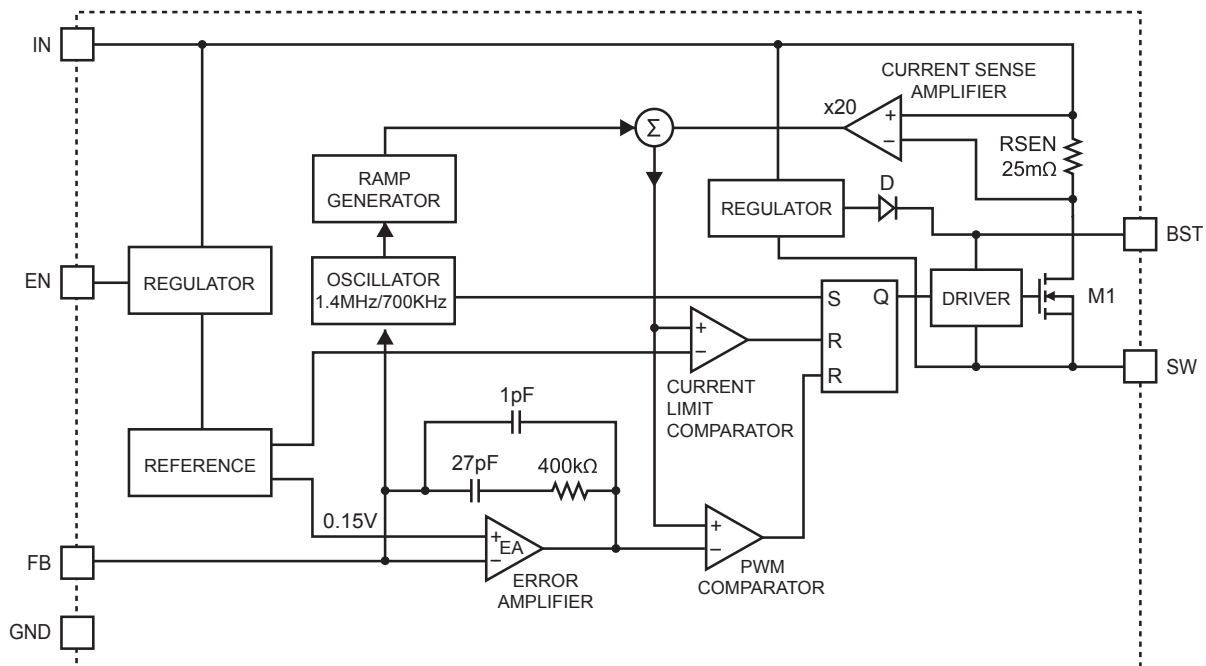 IN
CURRENT SENSE
AMPLIFIER
x20
+
−
Σ
RSEN
25mΩ
RAMP
GENERATOR
D
REGULATOR
BST
EN
REGULATOR
OSCILLATOR
1.4MHz/700KHz
S
Q
DRIVER
M1
+
−
R
R
SW
CURRENT
LIMIT
COMPARATOR
1pF
REFERENCE
27pF
400kΩ
0.15V
+
−
EA
+
−
FB
ERROR
AMPLIFIER
PWM
COMPARATOR
GND